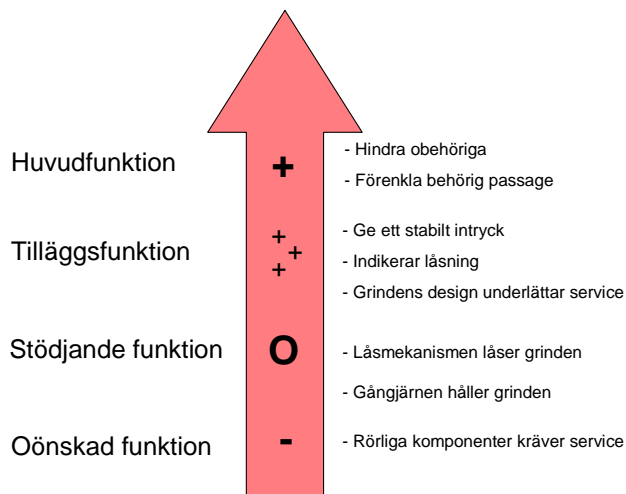 Huvudfunktion
+
- Hindra obehöriga
- Förenkla behörig passage
Tilläggsfunktion
+
+
+
- Ge ett stabilt intryck
- Indikerar låsning
- Grindens design underlättar service
Stödjande funktion
O
- Låsmekanismen låser grinden
- Gångjärnen håller grinden
Oönskad funktion
-
- Rörliga komponenter kräver service